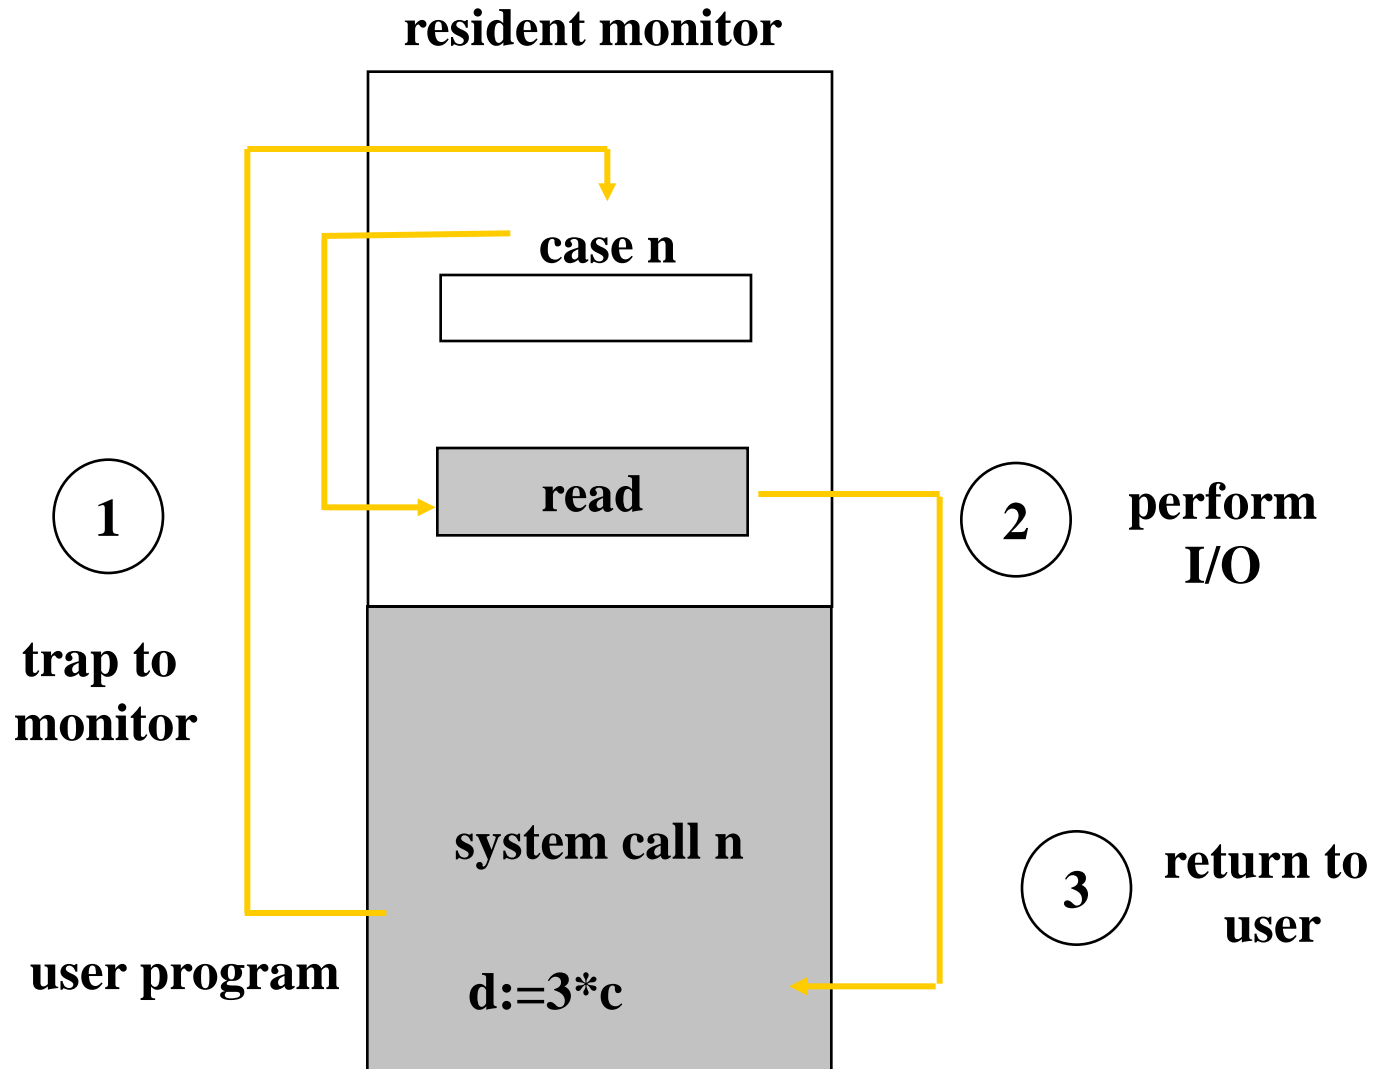 resident monitor
case n
read
1
trap to
monitor
2
perform
I/O
system call n
3
return to
user
user program
d:=3*c